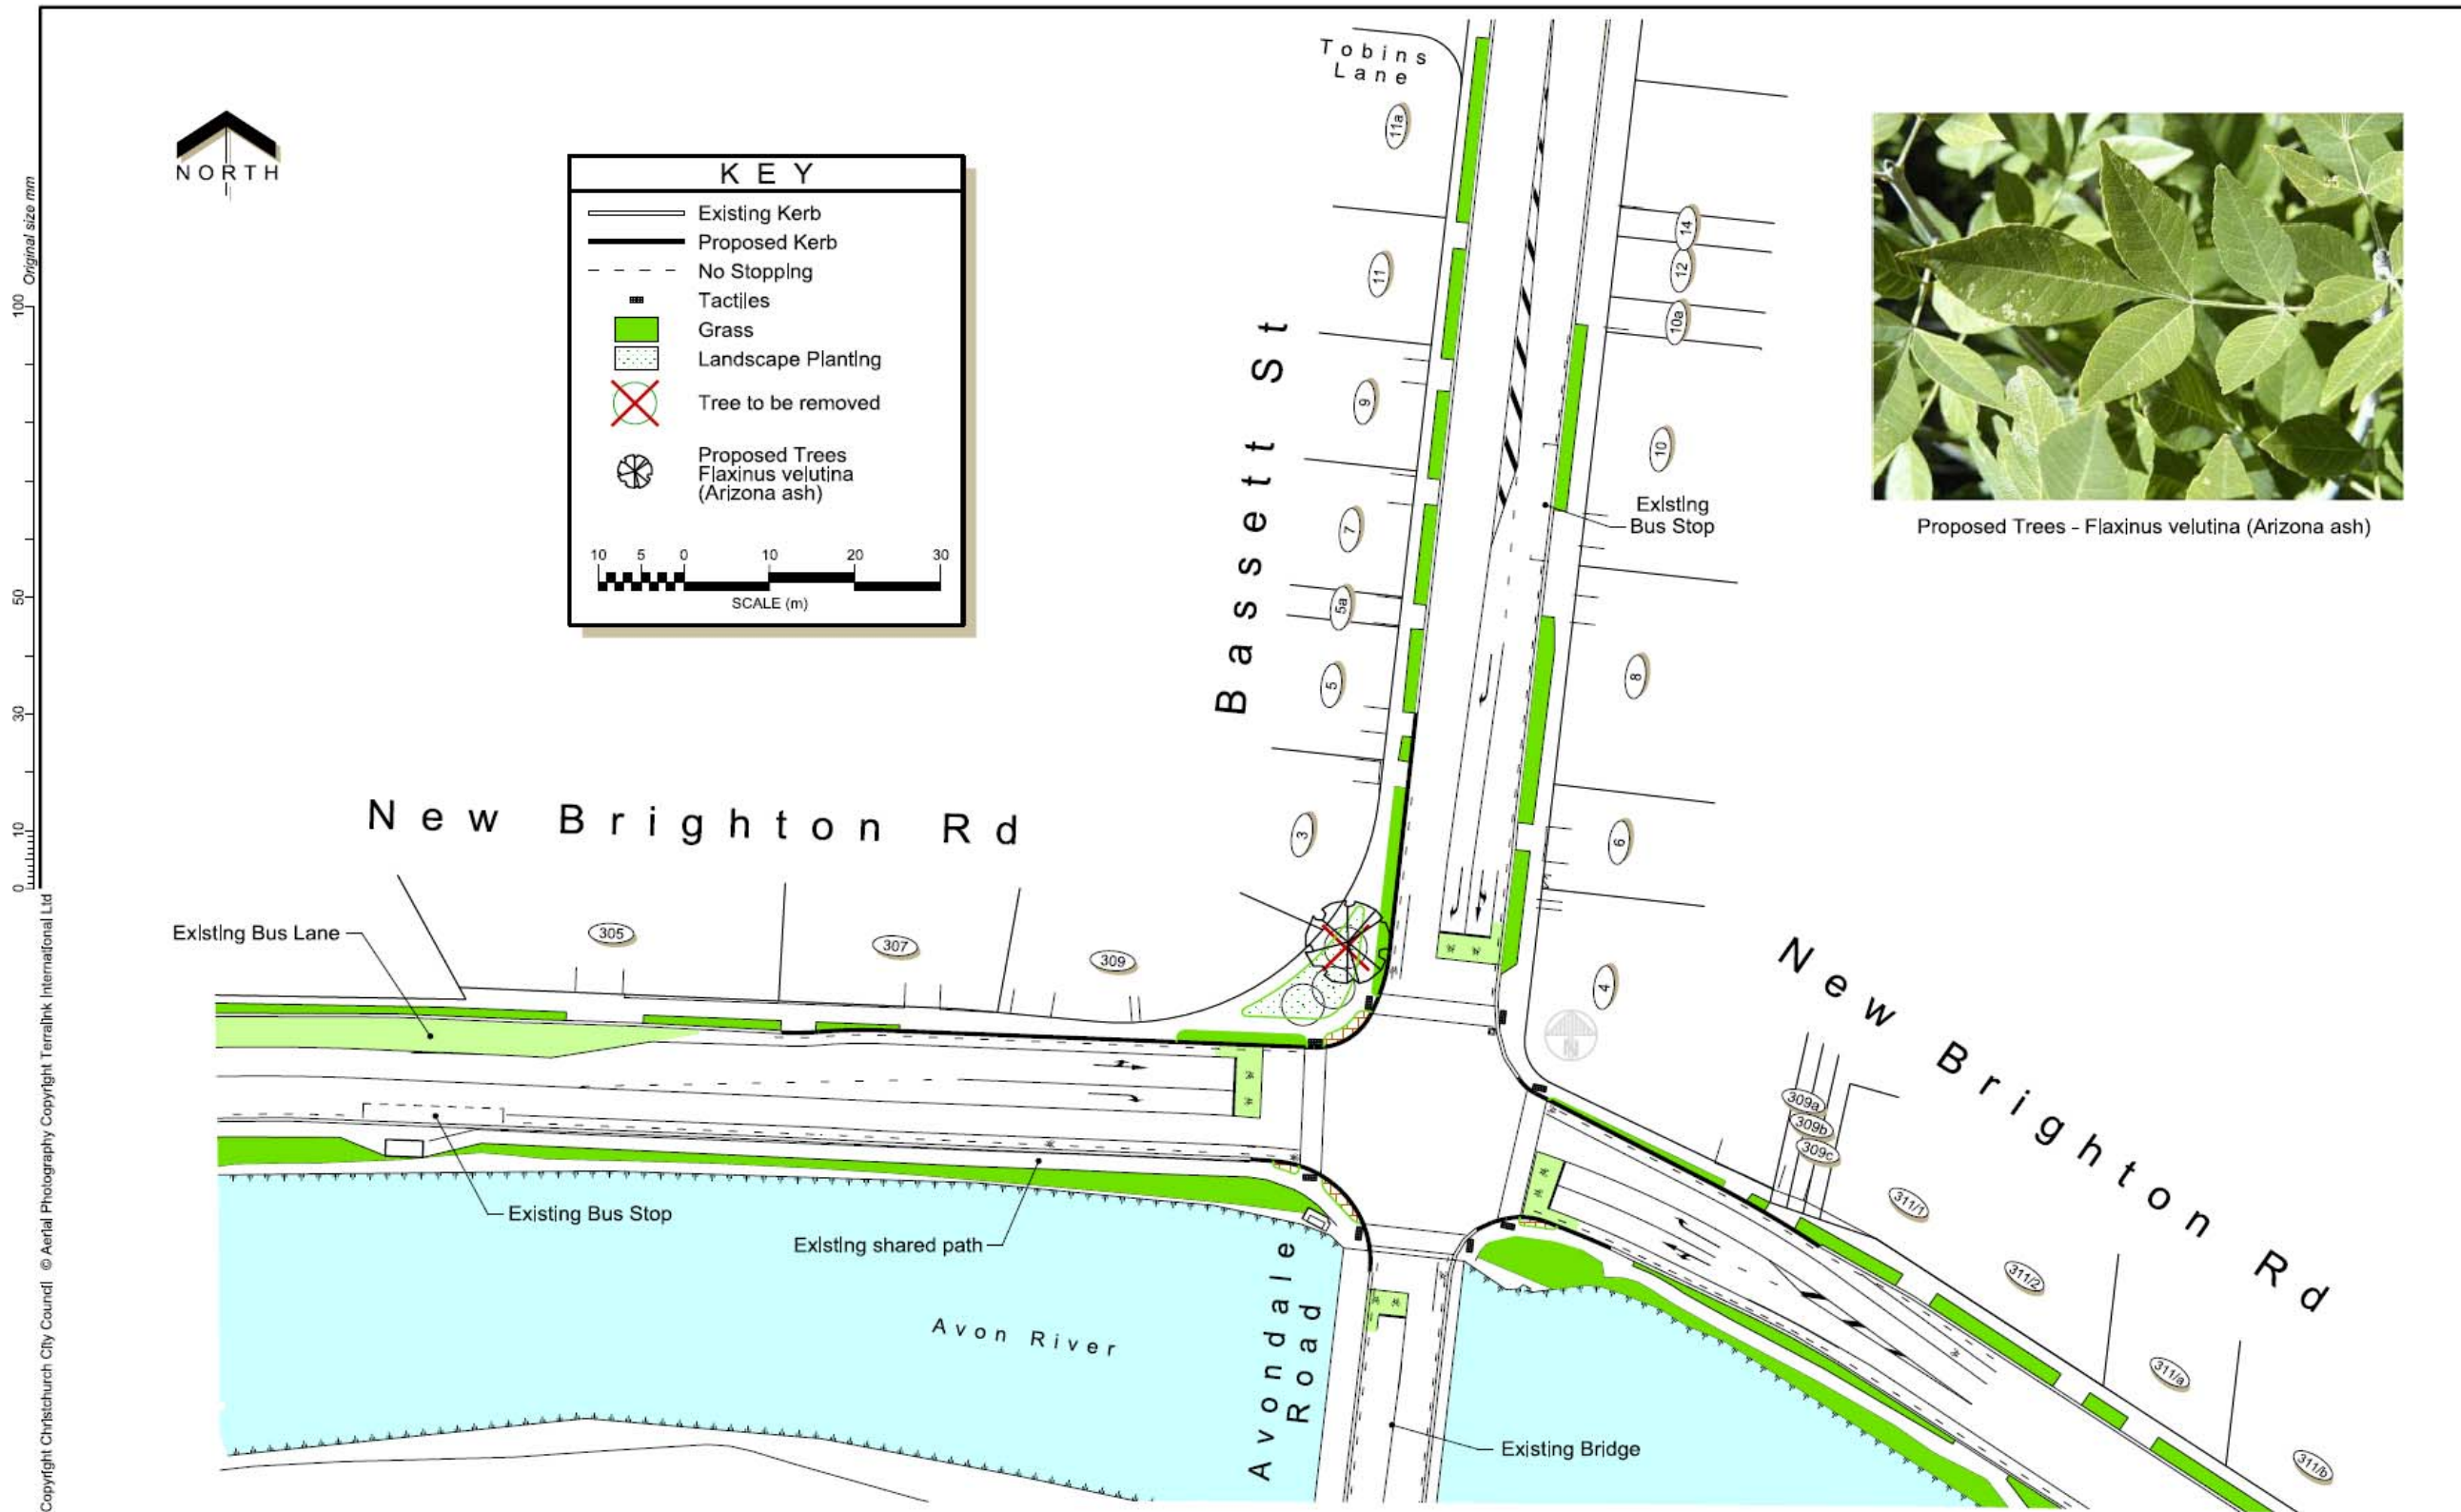 NORTH
Original size mm
100
50
30
10
0
Copyright Christchurch City Council © Aerial Photography Copyright Terralink International Ltd
KEY
Existing Kerb
Proposed Kerb
No Stopping
Tactiles
Grass
Landscape Planting
Tree to be removed
Proposed Trees
Flaxinus velutina
(Arizona ash)
10 5 0 10 20 30
SCALE (m)
Tobins
Lane
11a
11
9
7
5a
5
3
Bassett St
14
12
10a
10
8
6
4
Existing
Bus Stop
Proposed Trees - Flaxinus velutina (Arizona ash)
New Brighton Rd
Existing Bus Lane
305
307
309
New Brighton Rd
N
309a
309b
309c
311/1
311/2
311/a
311/b
Existing Bus Stop
Existing shared path
Avon River
Avondale
Road
Existing Bridge